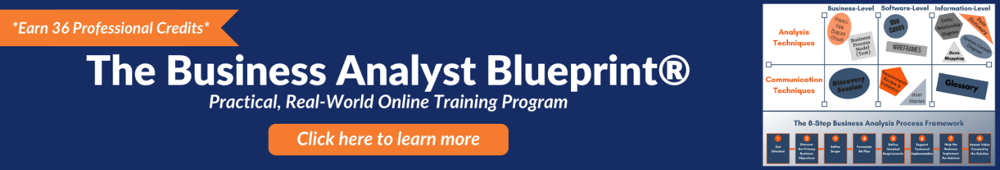 *Earn 36 Professional Credits*
The Business Analyst Blueprint®
Practical, Real-World Online Training Program
Click here to learn more
Business-Level
Software-Level
Information-Level
Analysis
Techniques
Process
Flow
Diagram
(Visual)
Business
Process
Model
(Text)
Use
Cases
WIREFRAMES
Entity
Relationship
Diagram
Data
Dictionary
System Context
Diagram
Data
Mapping
Communication
Techniques
Discovery
Session
Requirements
Review &
Validation
User
Stories
Glossary
The 8-Step Business Analysis Process Framework
1
Get
Oriented
2
Discover
the Primary
Business
Objectives
3
Define
Scope
4
Formulate
BA Plan
5
Define
Detailed
Requirements
6
Support
Technical
Implementation
7
Help the
Business
Implement
the Solution
8
Assess Value
Created by
the Solution